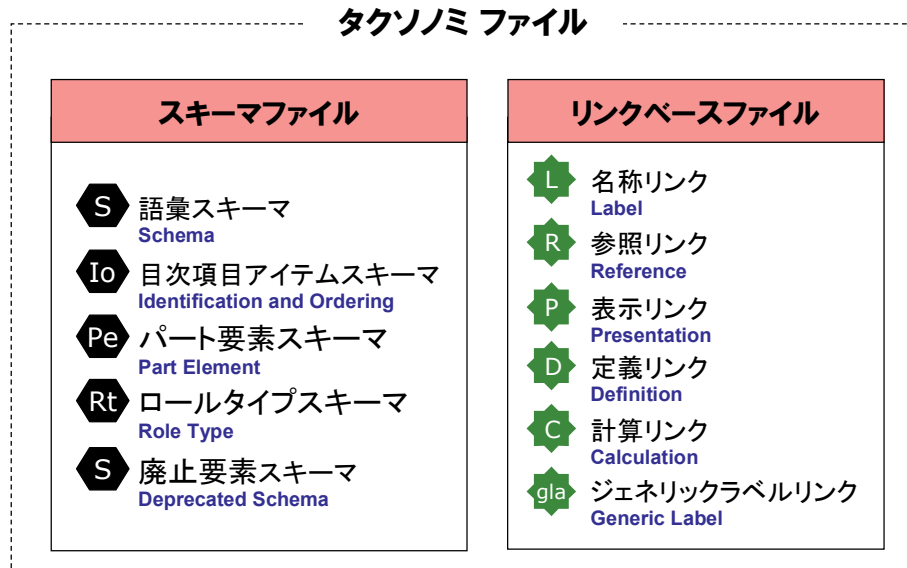 タクソノミ ファイル
スキーマファイル
S 語彙スキーマ
Schema
Io 目次項目アイテムスキーマ
Identification and Ordering
Pe パート要素スキーマ
Part Element
Rt ロールタイプスキーマ
Role Type
S 廃止要素スキーマ
Deprecated Schema
リンクベースファイル
L 名称リンク
Label
R 参照リンク
Reference
P 表示リンク
Presentation
D 定義リンク
Definition
C 計算リンク
Calculation
gla ジェネリックラベルリンク
Generic Label